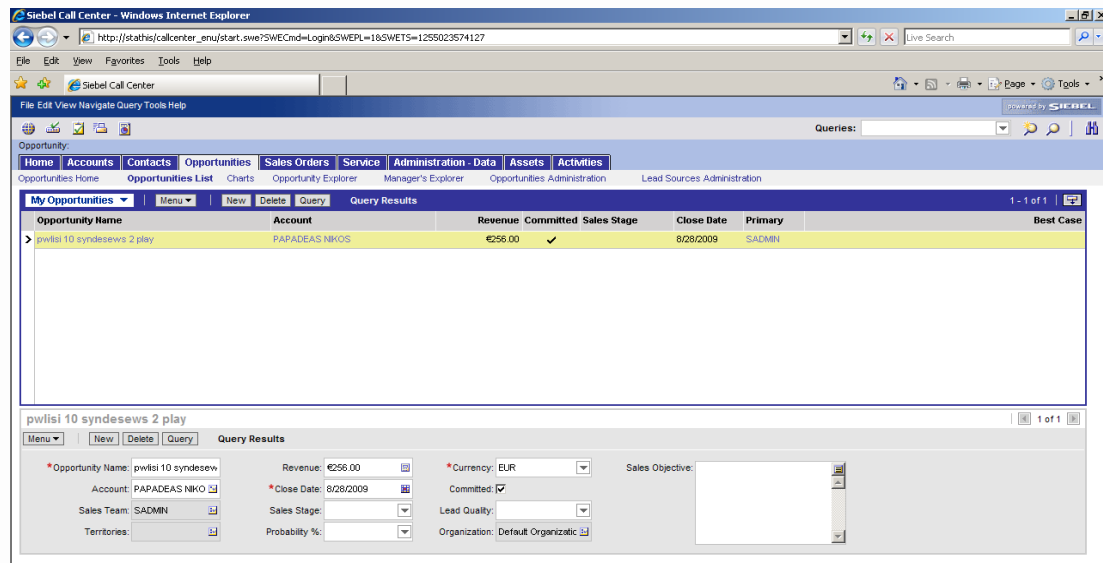 Siebel Call Center - Windows Internet Explorer
http://stathis/callcenter_enu/start.swe?SWECmd=Login&SWEPL=1&SWETS=1255023574127
Live Search
File Edit View Favorites Tools Help
Siebel Call Center
Page Tools
File Edit View Navigate Query Tools Help
powered by SIEBEL
Queries:
Opportunity:
Home Accounts Contacts Opportunities Sales Orders Service Administration - Data Assets Activities
Opportunities Home Opportunities List Charts Opportunity Explorer Manager's Explorer Opportunities Administration Lead Sources Administration
My Opportunities Menu New Delete Query Query Results 1 - 1 of 1
Opportunity Name Account Revenue Committed Sales Stage Close Date Primary Best Case
pwlisi 10 syndesews 2 play PAPADEAS NIKOS €256.00 8/28/2009 SADMIN
pwlisi 10 syndesews 2 play 1 of 1
Menu New Delete Query Query Results
*Opportunity Name: pwlisi 10 syndesew Revenue: €256.00 *Currency: EUR Sales Objective:
Account: PAPADEAS NIKO *Close Date: 8/28/2009 Committed:
Sales Team: SADMIN Sales Stage: Lead Quality:
Territories: Probability %: Organization: Default Organizatic